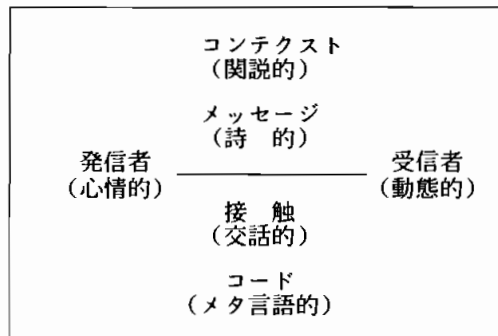 コンテクスト
(関説的)
メッセージ
(詩 的)
発信者
(心情的)
受信者
(動態的)
接 触
(交話的)
コード
(メタ言語的)